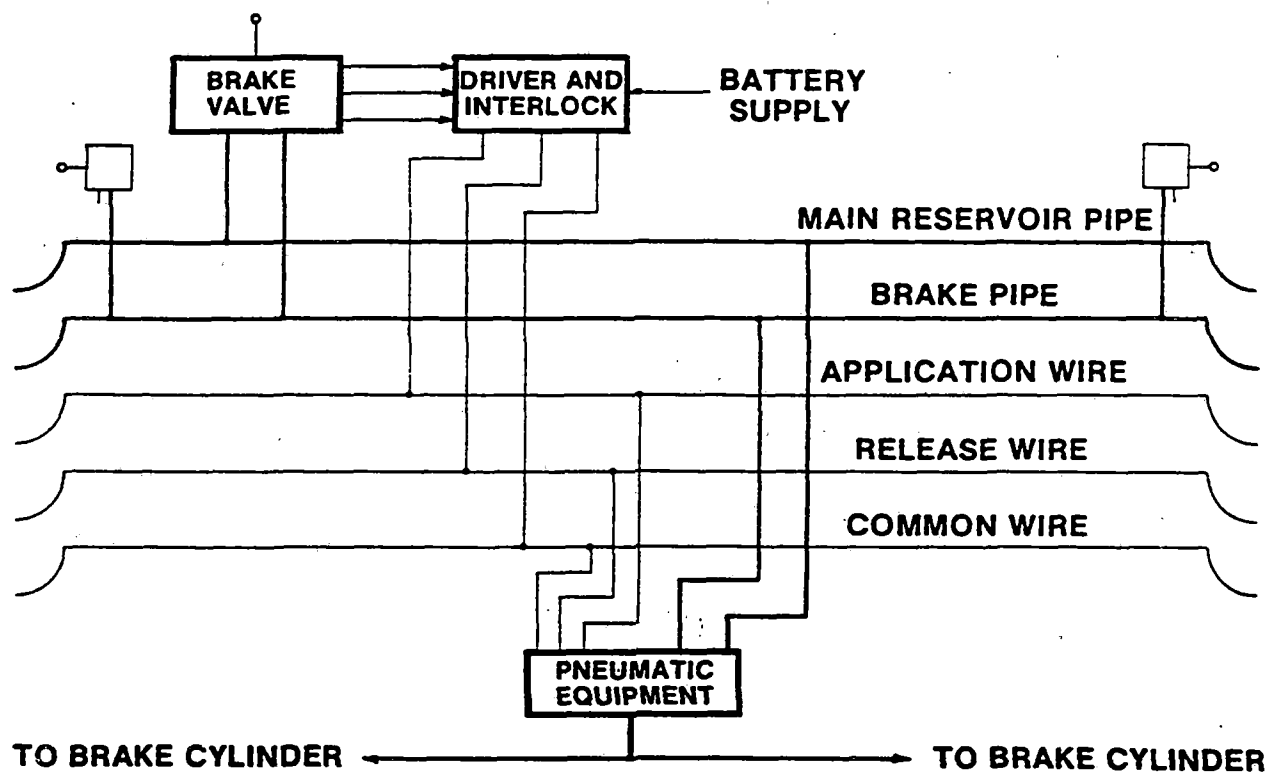 BRAKE
VALVE
DRIVER AND
INTERLOCK
BATTERY
SUPPLY
MAIN RESERVOIR PIPE
BRAKE PIPE
APPLICATION WIRE
RELEASE WIRE
COMMON WIRE
PNEUMATIC
EQUIPMENT
TO BRAKE CYLINDER
TO BRAKE CYLINDER